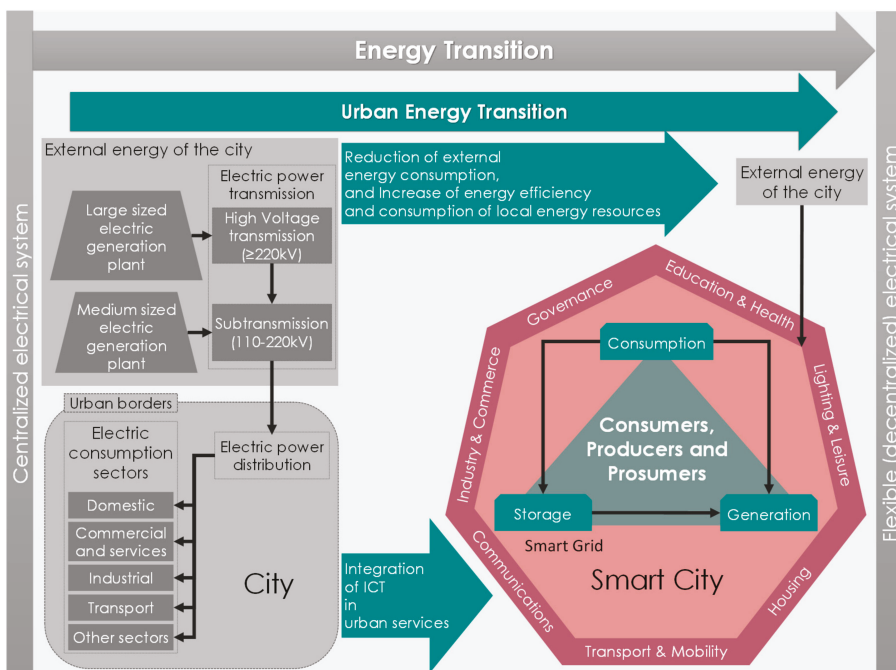 Energy Transition
Urban Energy Transition
Centralized electrical system
External energy of the city
Electric power
transmission
Large sized
electric
generation
plant
High Voltage
transmission
(≥220kV)
Medium sized
electric
generation
plant
Subtransmission
(110-220kV)
Urban borders
Electric
consumption
sectors
Electric power
distribution
Domestic
Commercial
and services
Industrial
Transport
Other sectors
City
Reduction of external
energy consumption,
and Increase of energy efficiency
and consumption of local energy resources
Integration
of ICT
in
urban services
External energy
of the city
Governance
Education & Health
Industry & Commerce
Lighting & Leisure
Communications
Housing
Transport & Mobility
Consumption
Consumers,
Producers and
Prosumers
Storage
Generation
Smart Grid
Smart City
Flexible (decentralized) electrical system